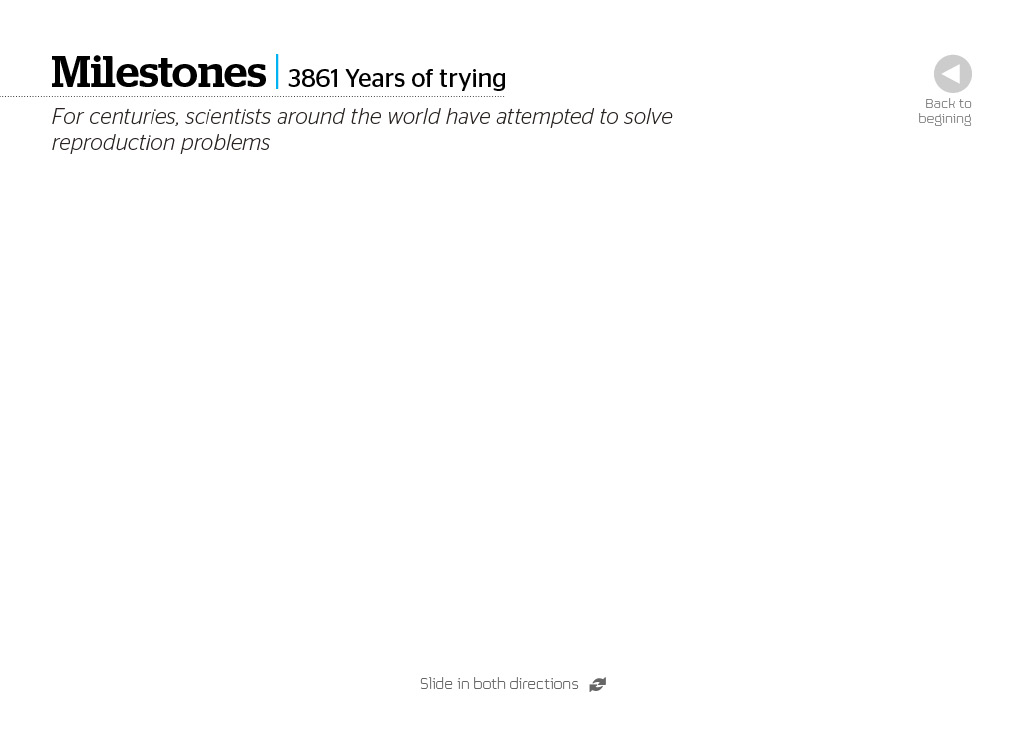 Milestones | 3861 Years of trying
For centuries, scientists around the world have attempted to solve
reproduction problems
Back to
begining
Slide in both directions